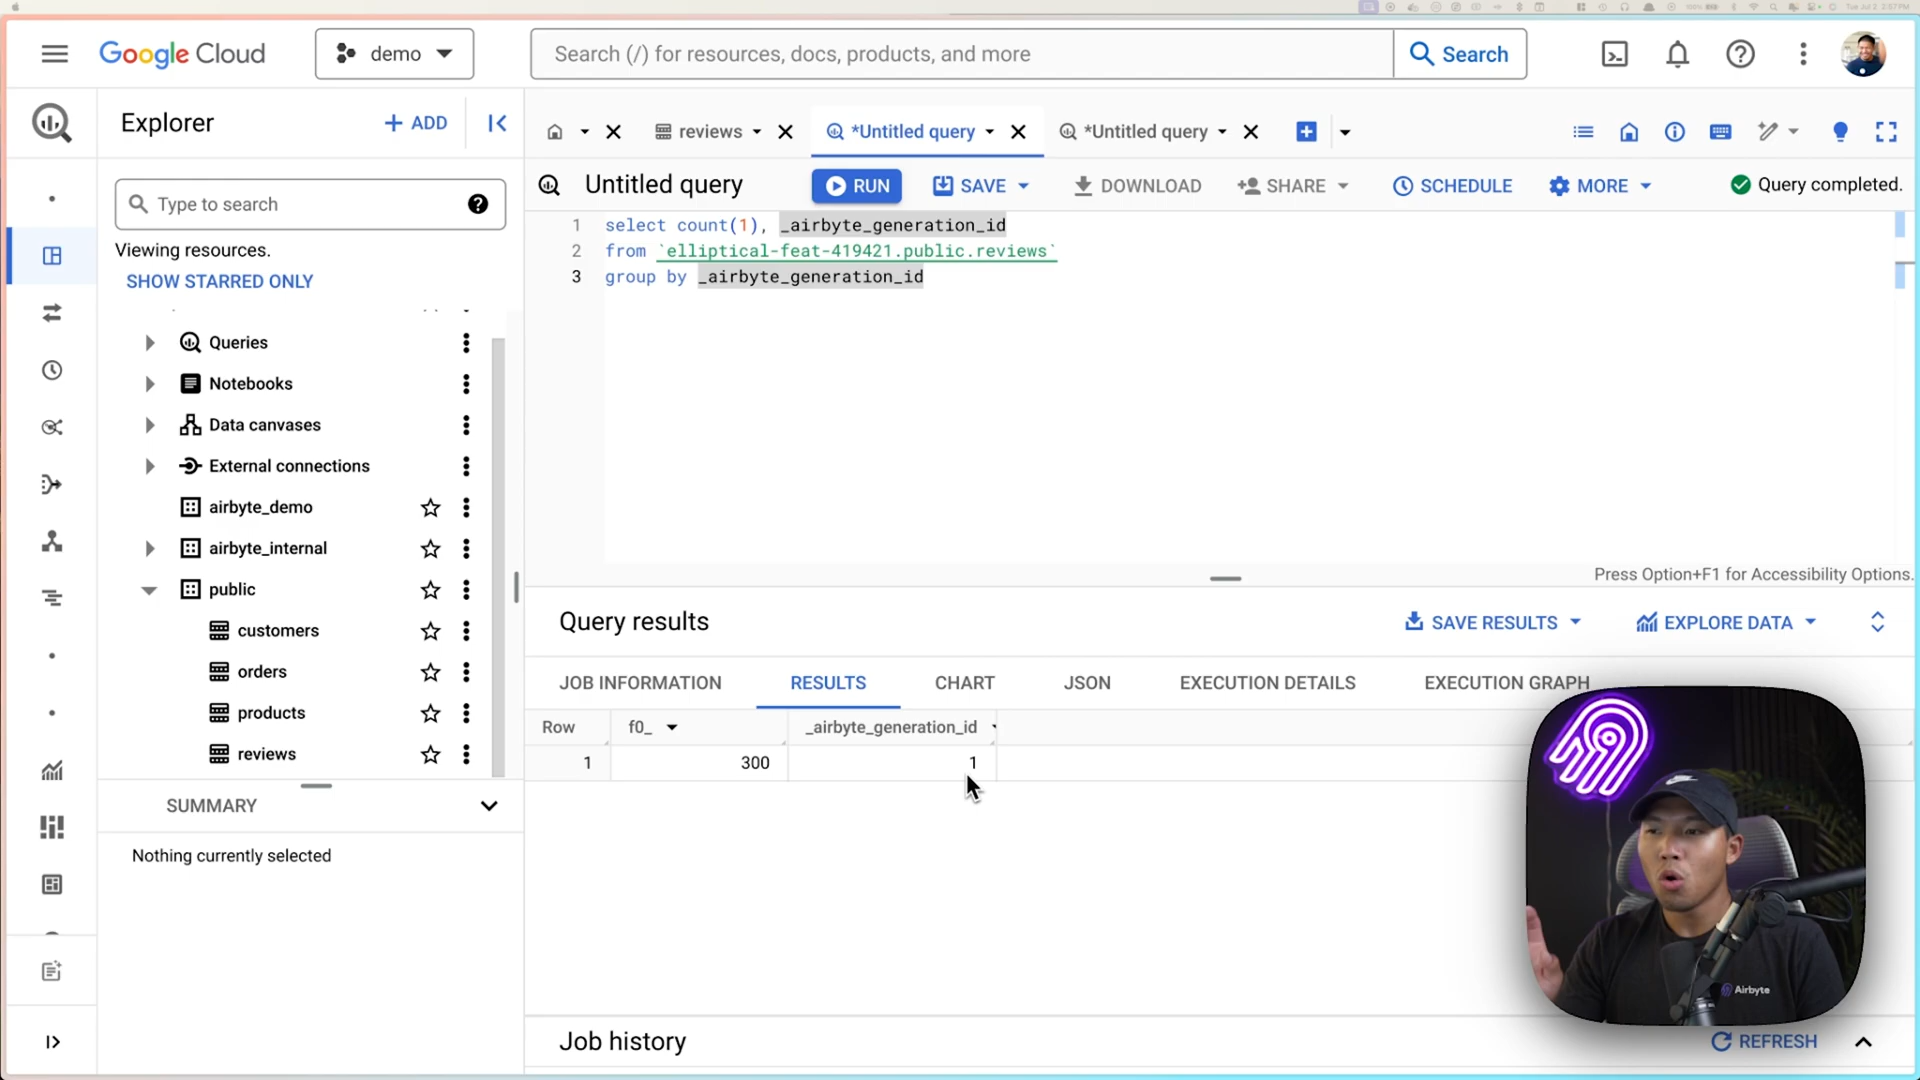 Google Cloud
demo
Search (/) for resources, docs, products, and more
Search
Explorer
+ ADD
reviews
*Untitled query
*Untitled query
Untitled query
RUN
SAVE
DOWNLOAD
SHARE
SCHEDULE
MORE
Query completed.
Type to search
Viewing resources.
SHOW STARRED ONLY
1 select count(1), _airbyte_generation_id
2 from `elliptical-feat-419421.public.reviews`
3 group by _airbyte_generation_id
Queries
Notebooks
Data canvases
External connections
airbyte_demo
airbyte_internal
public
customers
orders
products
reviews
Press Option+F1 for Accessibility Options.
Query results
SAVE RESULTS
EXPLORE DATA
JOB INFORMATION
RESULTS
CHART
JSON
EXECUTION DETAILS
EXECUTION GRAPH
Row f0_ _airbyte_generation_id
1 300 1
SUMMARY
Nothing currently selected
Airbyte
Job history
REFRESH